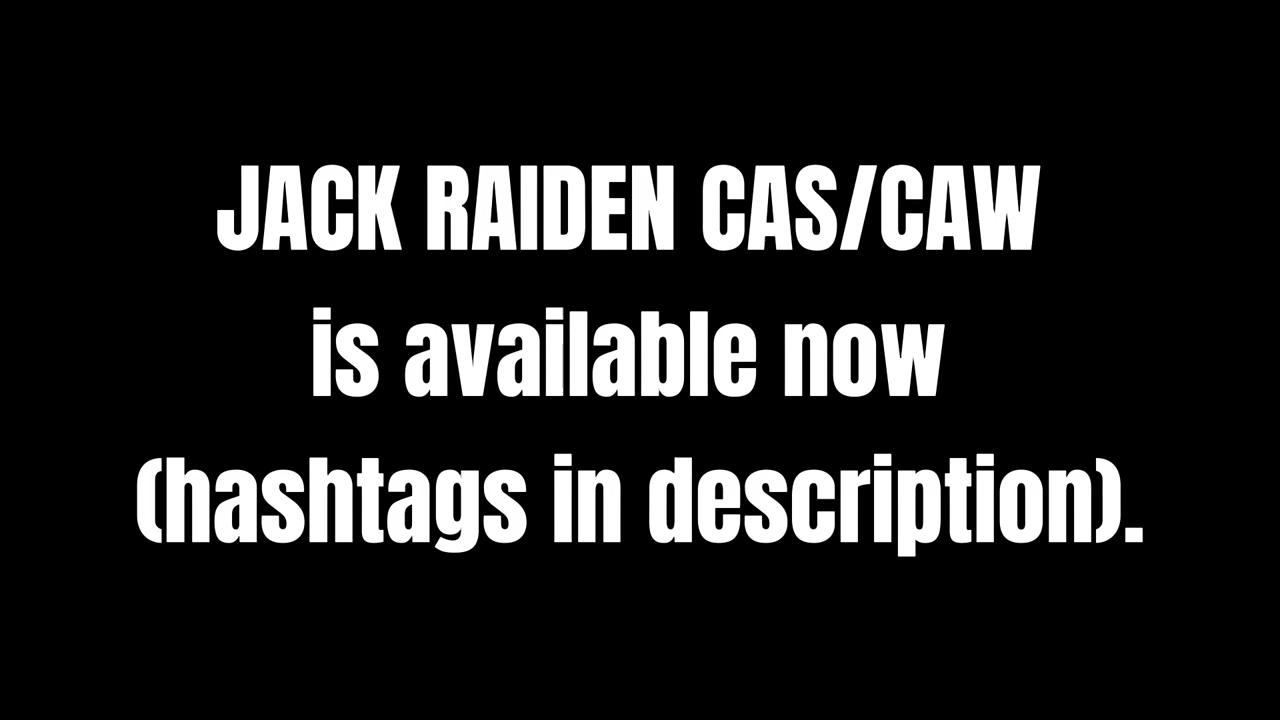 JACK RAIDEN CAS/CAW
is available now
(hashtags in description).